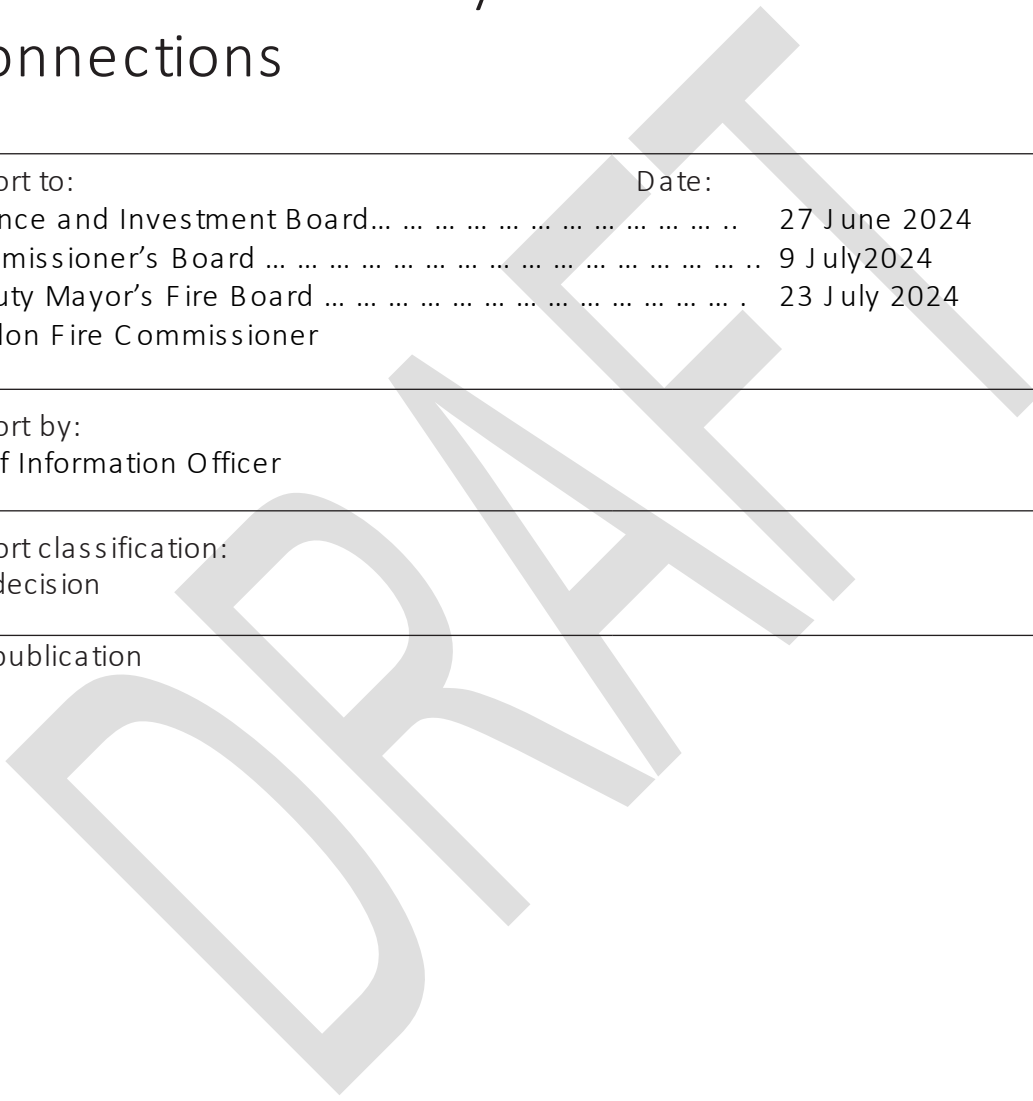 onnections
ort to: Date:
nce and Investment Board… … … … … … … … … … … .. 27 June 2024
missioner’s Board … … … … … … … … … … … … … … … .. 9 July2024
uty Mayor’s Fire Board … … … … … … … … … … … … … . 23 July 2024
don Fire Commissioner
ort by:
f Information Officer
ort classification:
decision
publication
DRAFT